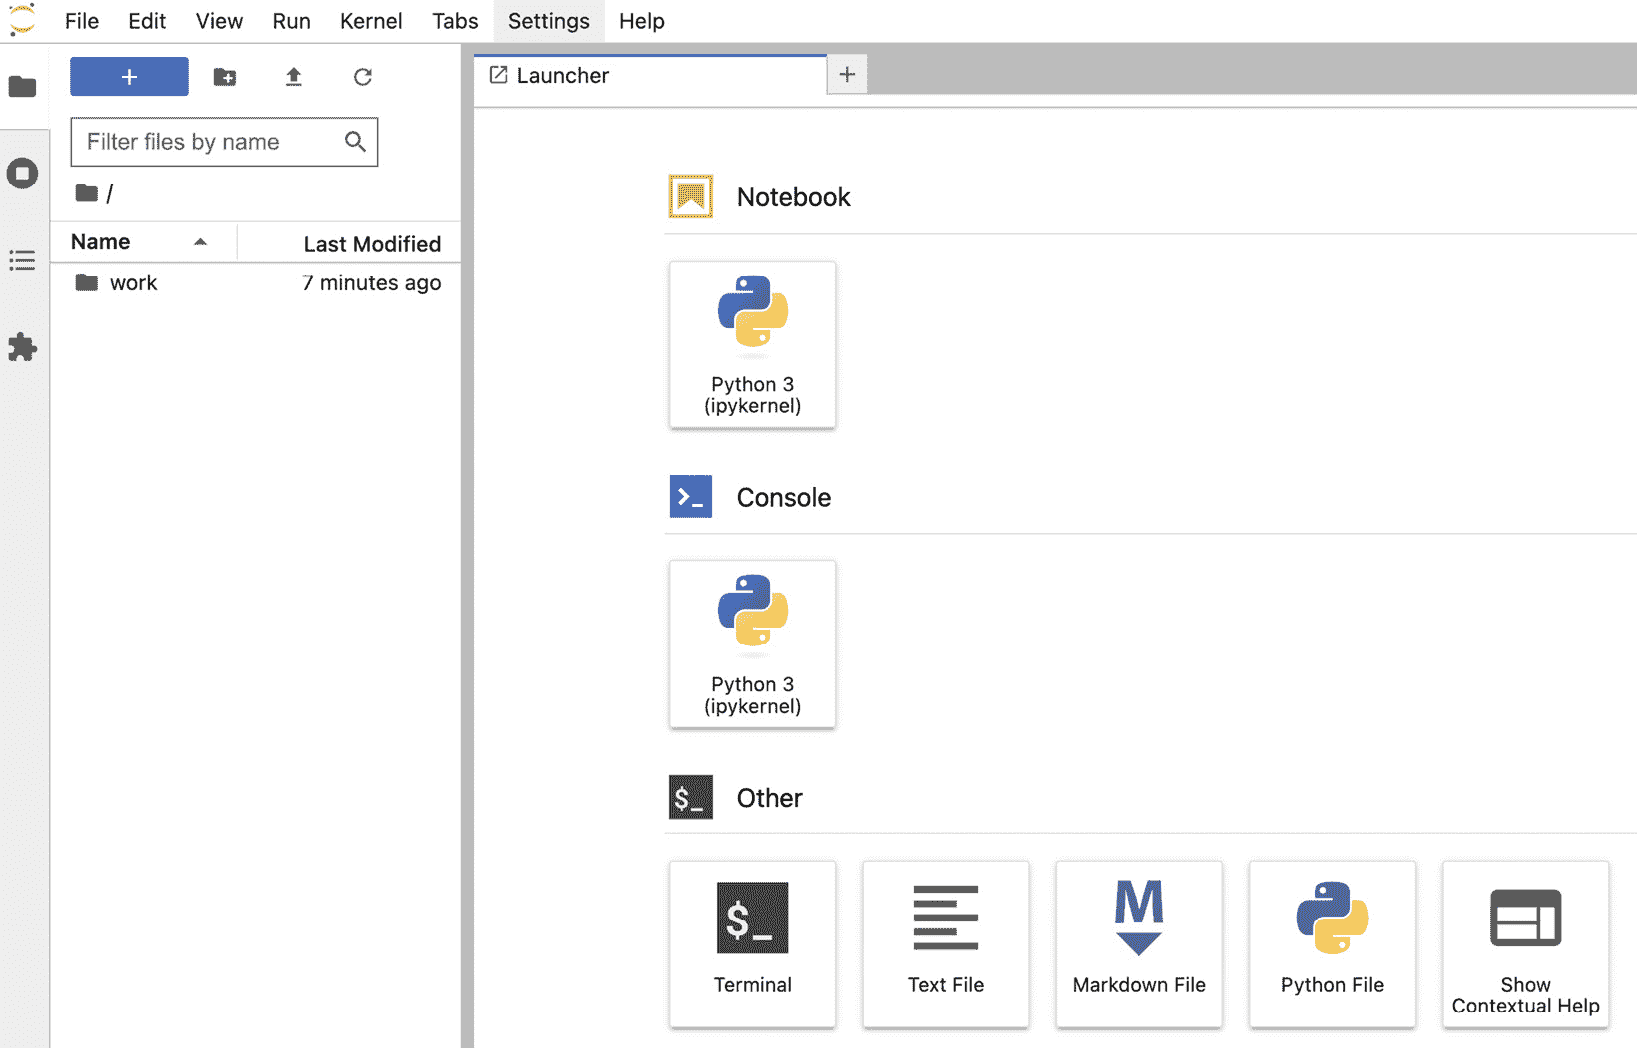 File Edit View Run Kernel Tabs Settings Help
+
Launcher
+
Filter files by name
/
Name Last Modified
work 7 minutes ago
Notebook
Python 3
(ipykernel)
>_ Console
Python 3
(ipykernel)
$_ Other
$_
Terminal
Text File
M
Markdown File
Python File
Show
Contextual Help